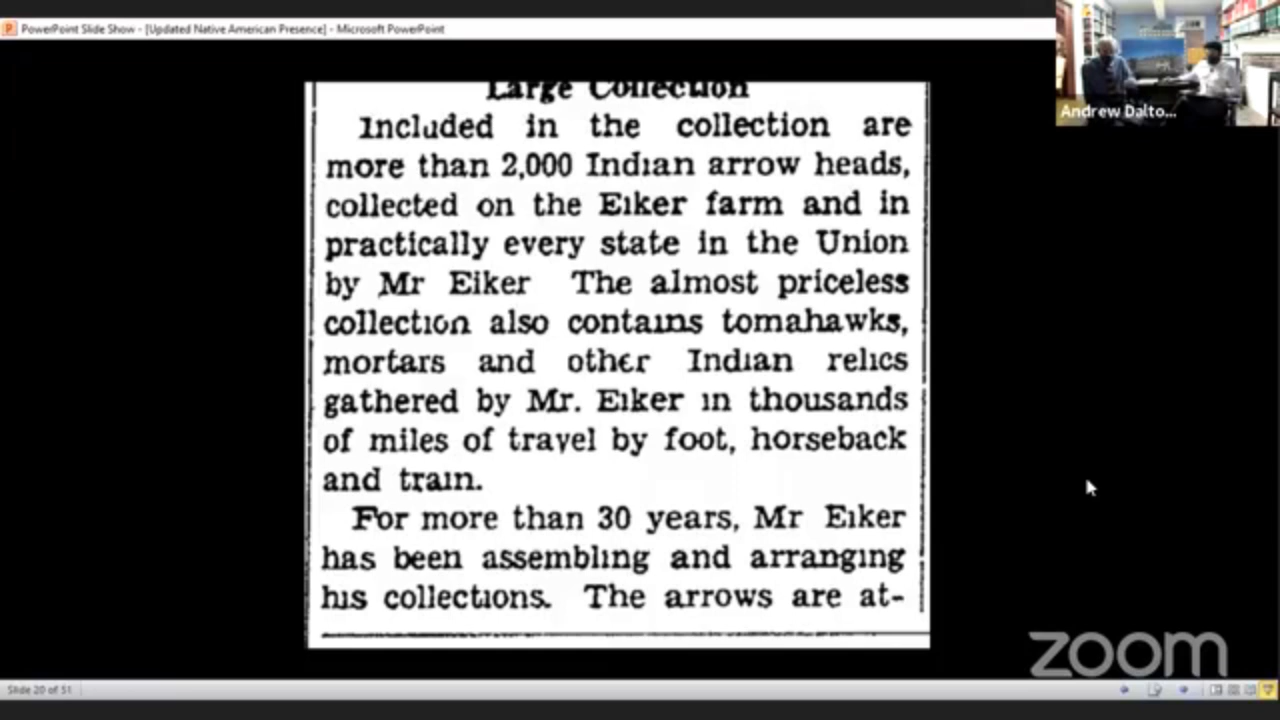 PowerPoint Slide Show - [Updated Native American Presence] - Microsoft PowerPoint
Andrew Dalto...
Large Collection
Included in the collection are
more than 2,000 Indian arrow heads,
collected on the Eiker farm and in
practically every state in the Union
by Mr Eiker The almost priceless
collection also contains tomahawks,
mortars and other Indian relics
gathered by Mr. Eiker in thousands
of miles of travel by foot, horseback
and train.
For more than 30 years, Mr Eiker
has been assembling and arranging
his collections. The arrows are at-
zoom
Slide 20 of 51